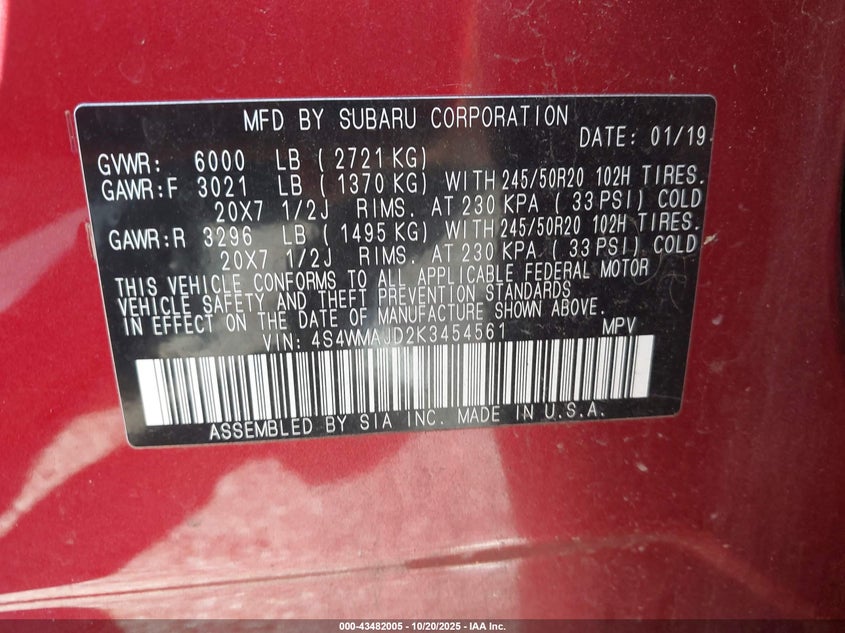 MFD BY SUBARU CORPORATION
DATE: 01/19
GVWR: 6000 LB ( 2721 KG)
GAWR:F 3021 LB ( 1370 KG) WITH 245/50R20 102H TIRES.
20X7 1/2J RIMS. AT 230 KPA ( 33 PSI) COLD
GAWR:R 3296 LB ( 1495 KG) WITH 245/50R20 102H TIRES.
20X7 1/2J RIMS. AT 230 KPA ( 33 PSI) COLD
THIS VEHICLE CONFORMS TO ALL APPLICABLE FEDERAL MOTOR
VEHICLE SAFETY AND THEFT PREVENTION STANDARDS
IN EFFECT ON THE DATE OF MANUFACTURE SHOWN ABOVE.
VIN: 4S4WMAJD2K3454561 MPV
ASSEMBLED BY SIA INC. MADE IN U.S.A.
000-43482005 - 10/20/2025 - IAA Inc.